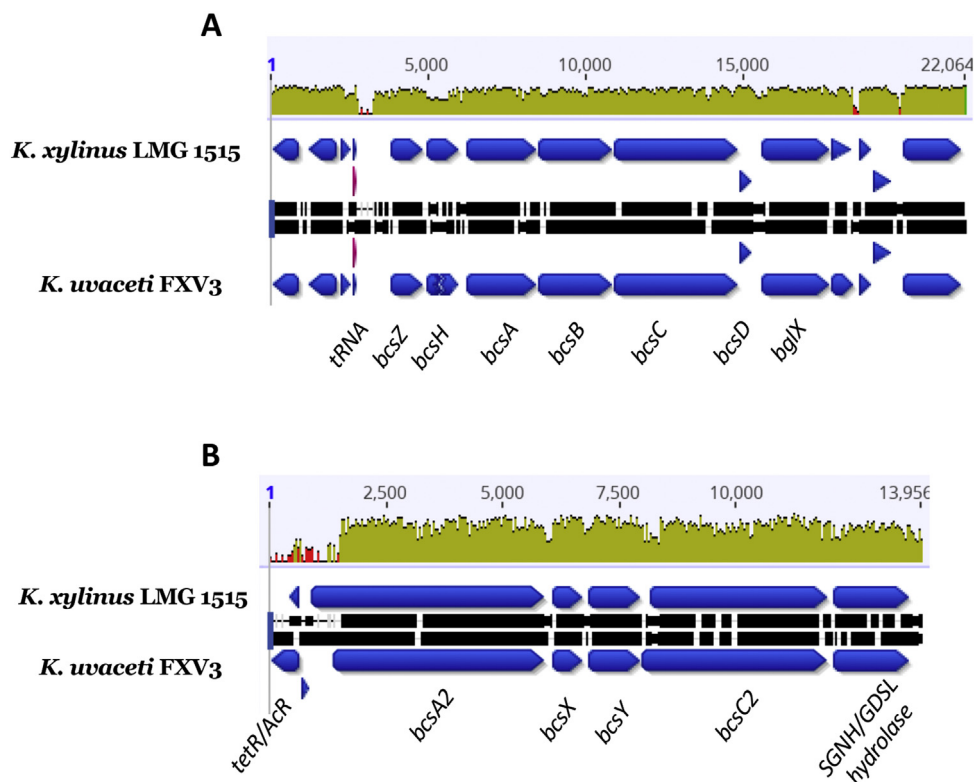 A
1 5,000 10,000 15,000 22,064
K. xylinus LMG 1515
K. uvaceti FXV3
tRNA bcsZ bcsH bcsA bcsB bcsC bcsD bglX
B
1 2,500 5,000 7,500 10,000 13,956
K. xylinus LMG 1515
K. uvaceti FXV3
tetR/AcR bcsA2 bcsX bcsY bcsC2 SGNH/GDSL
hydrolase